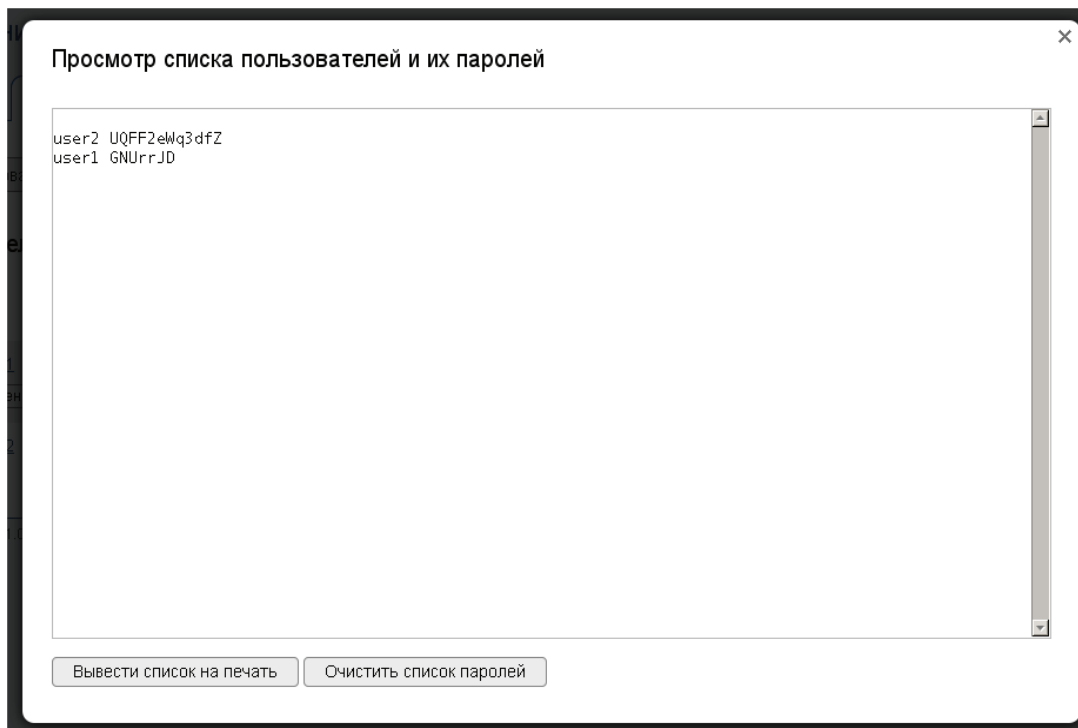 Просмотр списка пользователей и их паролей
×
user2 UQFF2eWq3dfZ
user1 GNUrrJD
Вывести список на печать
Очистить список паролей